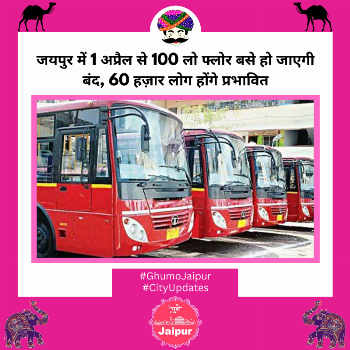 जयपुर में 1 अप्रैल से 100 लो फ्लोर बसे हो जाएगी
बंद, 60 हज़ार लोग होंगे प्रभावित
#GhumoJaipur
#CityUpdates
Jaipur